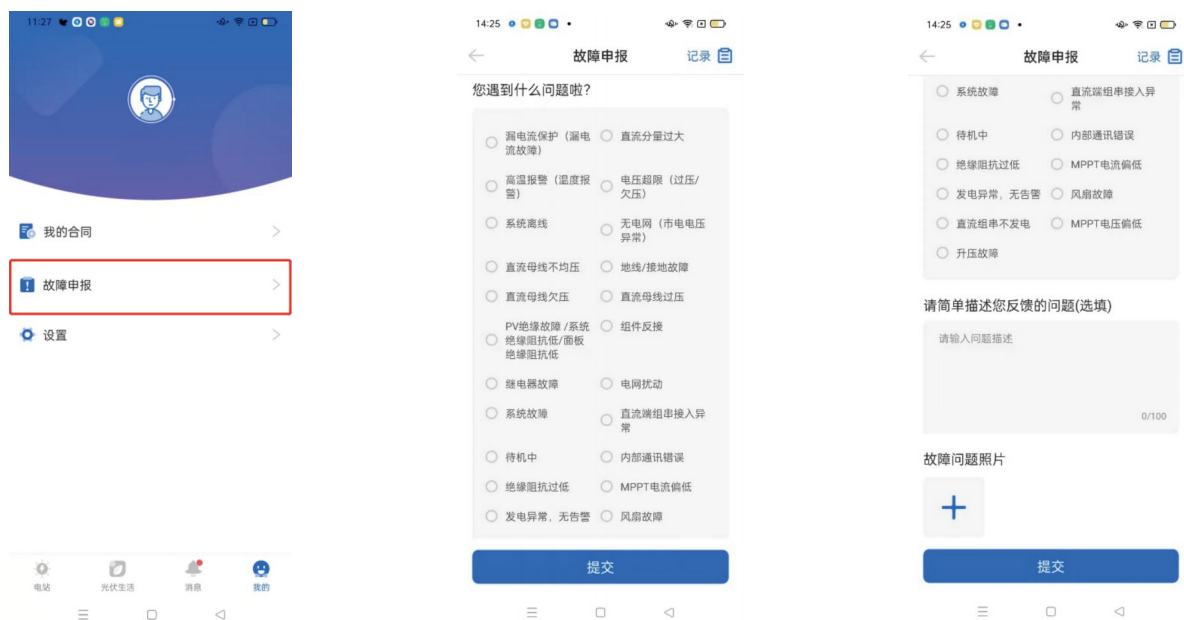 11:27
我的合同
故障申报
设置
电站
光伏生活
消息
我的
14:25
故障申报
记录
您遇到什么问题啦?
漏电流保护（漏电
流故障）
直流分量过大
高温报警（温度报
警）
电压超限（过压/
欠压）
系统离线
无电网（市电电压
异常）
直流母线不均压
地线/接地故障
直流母线欠压
直流母线过压
PV绝缘故障 /系统
绝缘阻抗低/面板
绝缘阻抗低
组件反接
继电器故障
电网扰动
系统故障
直流端组串接入异
常
待机中
内部通讯错误
绝缘阻抗过低
MPPT电流偏低
发电异常，无告警
风扇故障
提交
14:25
故障申报
记录
系统故障
直流端组串接入异
常
待机中
内部通讯错误
绝缘阻抗过低
MPPT电流偏低
发电异常，无告警
风扇故障
直流组串不发电
MPPT电压偏低
升压故障
请简单描述您反馈的问题(选填)
请输入问题描述
0/100
故障问题照片
提交